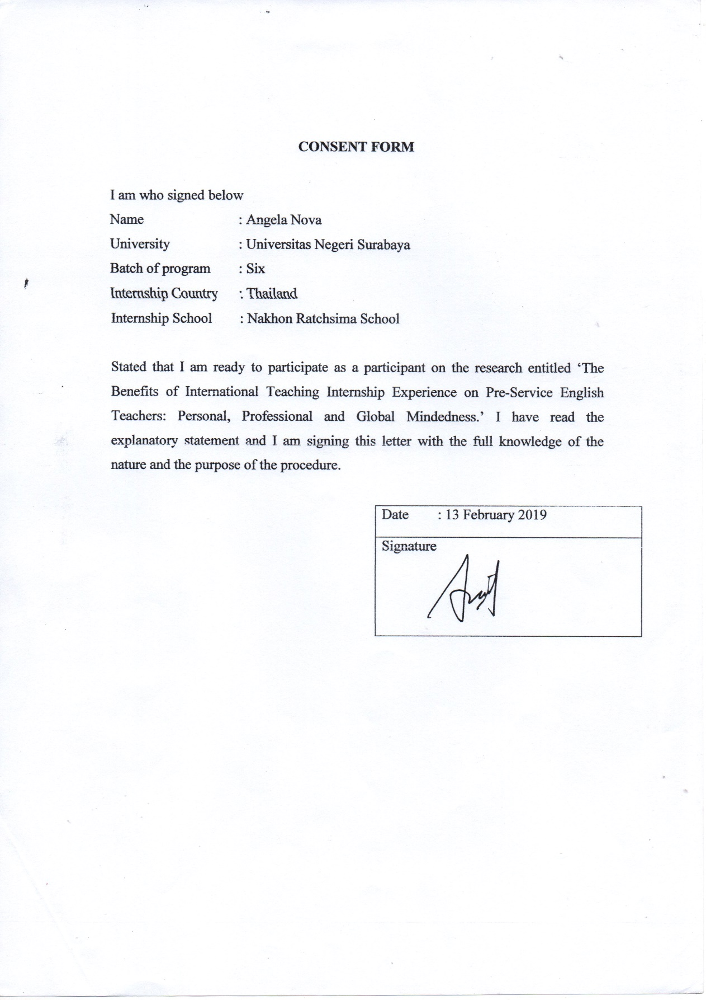 CONSENT FORM
I am who signed below
Name : Angela Nova
University : Universitas Negeri Surabaya
Batch of program : Six
Internship Country : Thailand
Internship School : Nakhon Ratchsima School
Stated that I am ready to participate as a participant on the research entitled ‘The
Benefits of International Teaching Internship Experience on Pre-Service English
Teachers: Personal, Professional and Global Mindedness.’ I have read the
explanatory statement and I am signing this letter with the full knowledge of the
nature and the purpose of the procedure.
Date : 13 February 2019
Signature